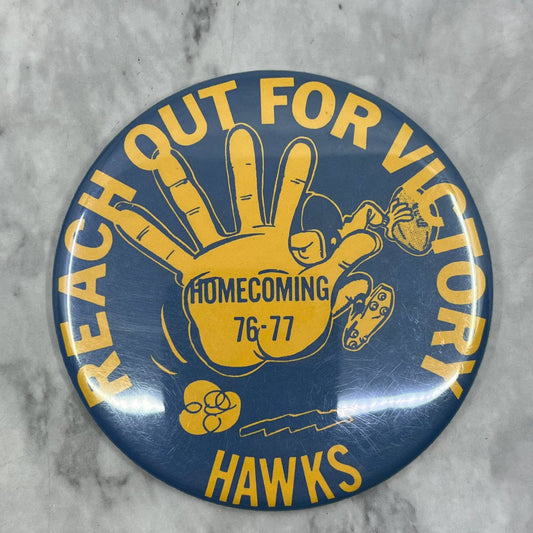 REACH OUT FOR VICTORY
HOMECOMING
76-77
HAWKS